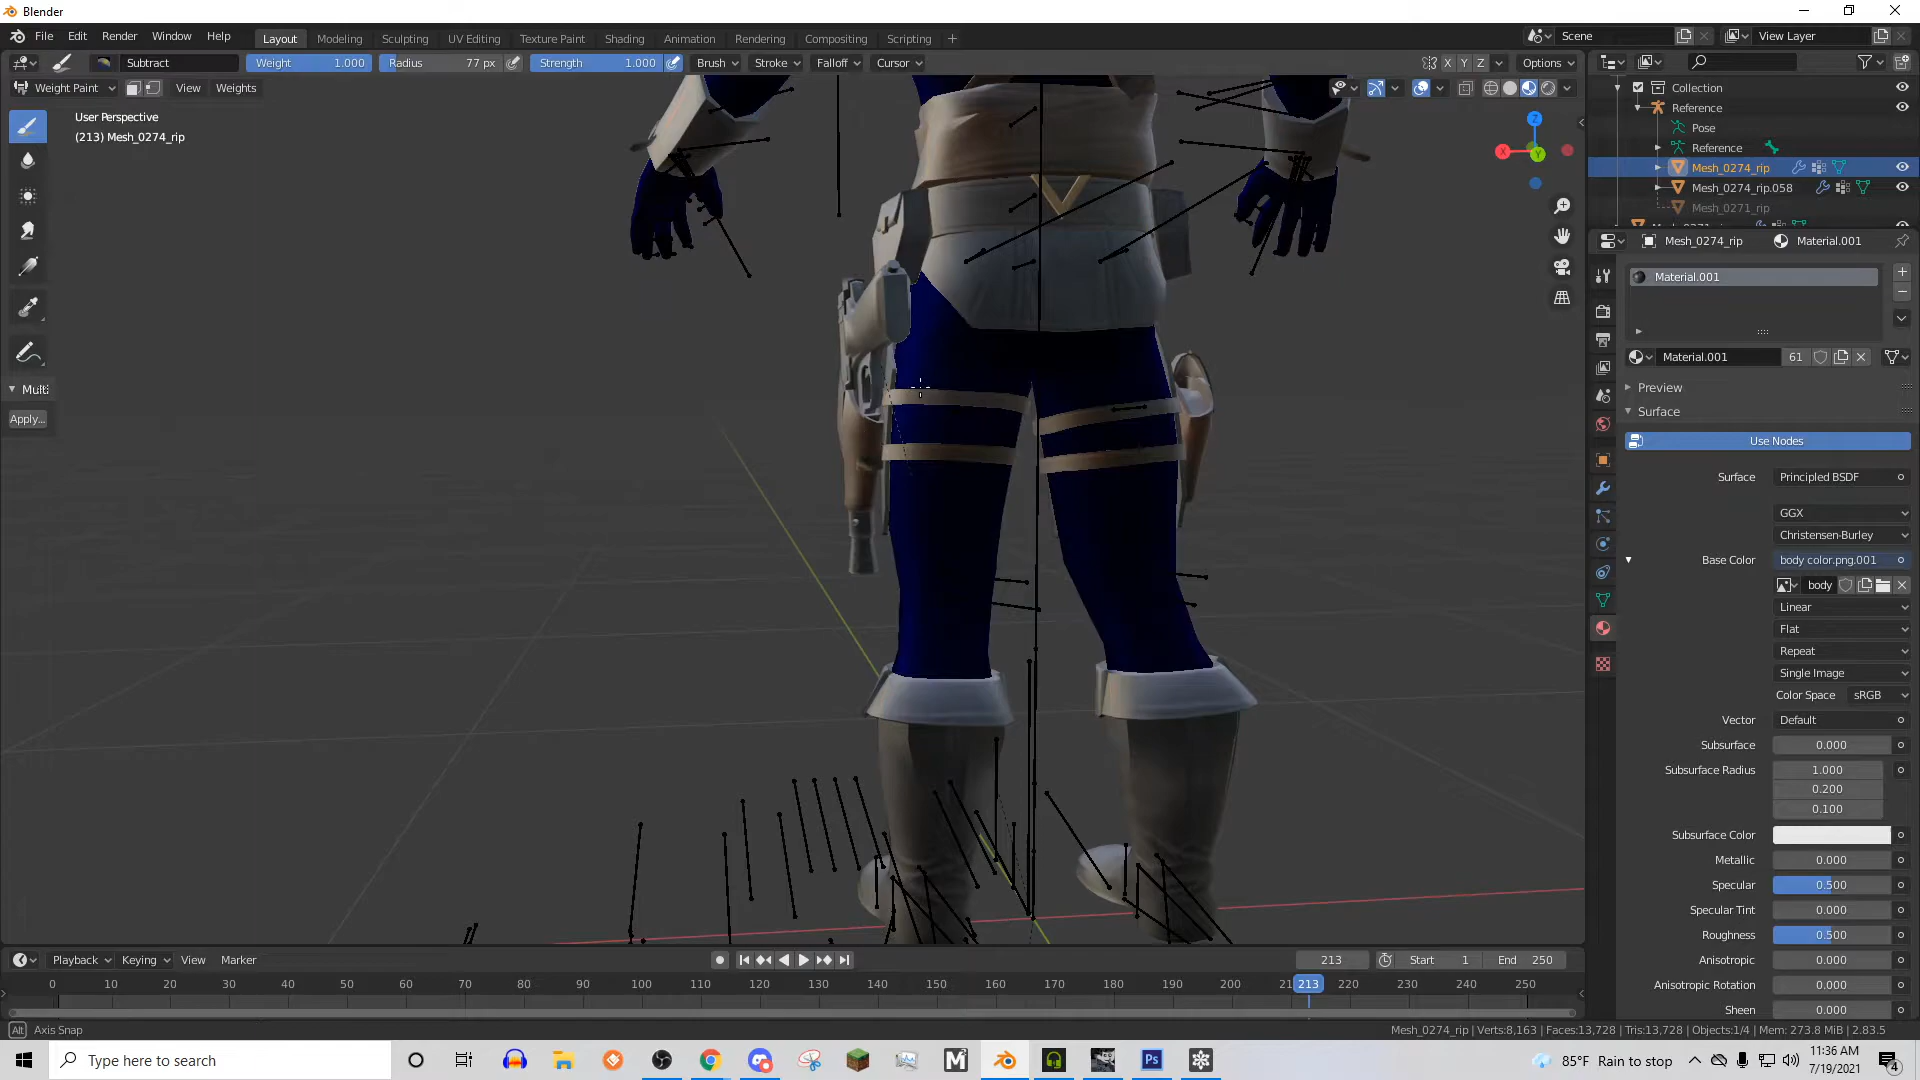 Blender
File Edit Render Window Help Layout Modeling Sculpting UV Editing Texture Paint Shading Animation Rendering Compositing Scripting + Scene View Layer
Subtract Weight 1.000 Radius 77 px Strength 1.000 Brush Stroke Falloff Cursor X Y Z Options
Weight Paint View Weights
User Perspective
(213) Mesh_0274_rip
Z
X
Y
Multi
Apply...
Collection
Reference
Pose
Reference
Mesh_0274_rip
Mesh_0274_rip.058
Mesh_0271_rip
Mesh_0274_rip Material.001
Material.001
Material.001 61
Preview
Surface
Use Nodes
Surface Principled BSDF
GGX
Christensen-Burley
Base Color body color.png.001
body
Linear
Flat
Repeat
Single Image
Color Space sRGB
Vector Default
Subsurface 0.000
Subsurface Radius 1.000
0.200
0.100
Subsurface Color
Metallic 0.000
Specular 0.500
Specular Tint 0.000
Roughness 0.500
Anisotropic 0.000
Anisotropic Rotation 0.000
Sheen 0.000
Playback Keying View Marker 213 Start 1 End 250
0 10 20 30 40 50 60 70 80 90 100 110 120 130 140 150 160 170 180 190 200 21 213 220 230 240 250
Alt Axis Snap Mesh_0274_rip | Verts:8,163 | Faces:13,728 | Tris:13,728 | Objects:1/4 | Mem: 273.8 MiB | 2.83.5
Type here to search Ps 85°F Rain to stop 11:36 AM
7/19/2021
4